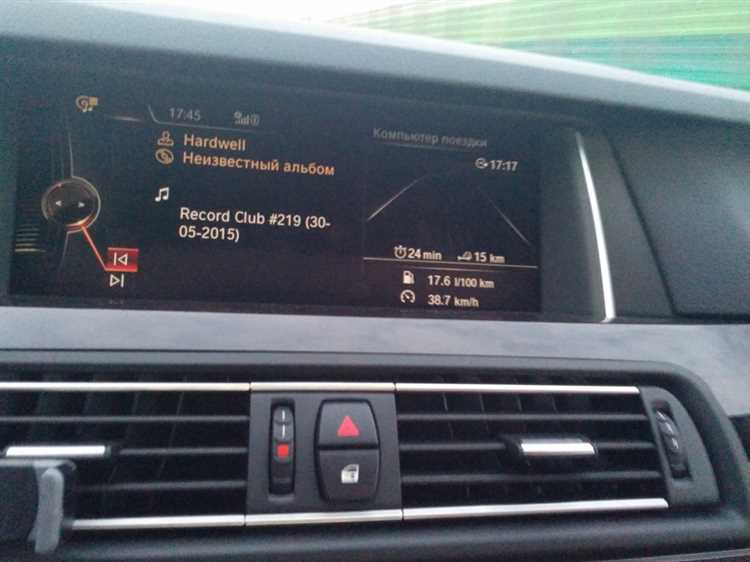 17:45
Hardwell
Неизвестный альбом
Record Club #219 (30-
05-2015)
Компьютер поездки
17:17
24 min 15 km
17.6 l/100 km
38.7 km/h